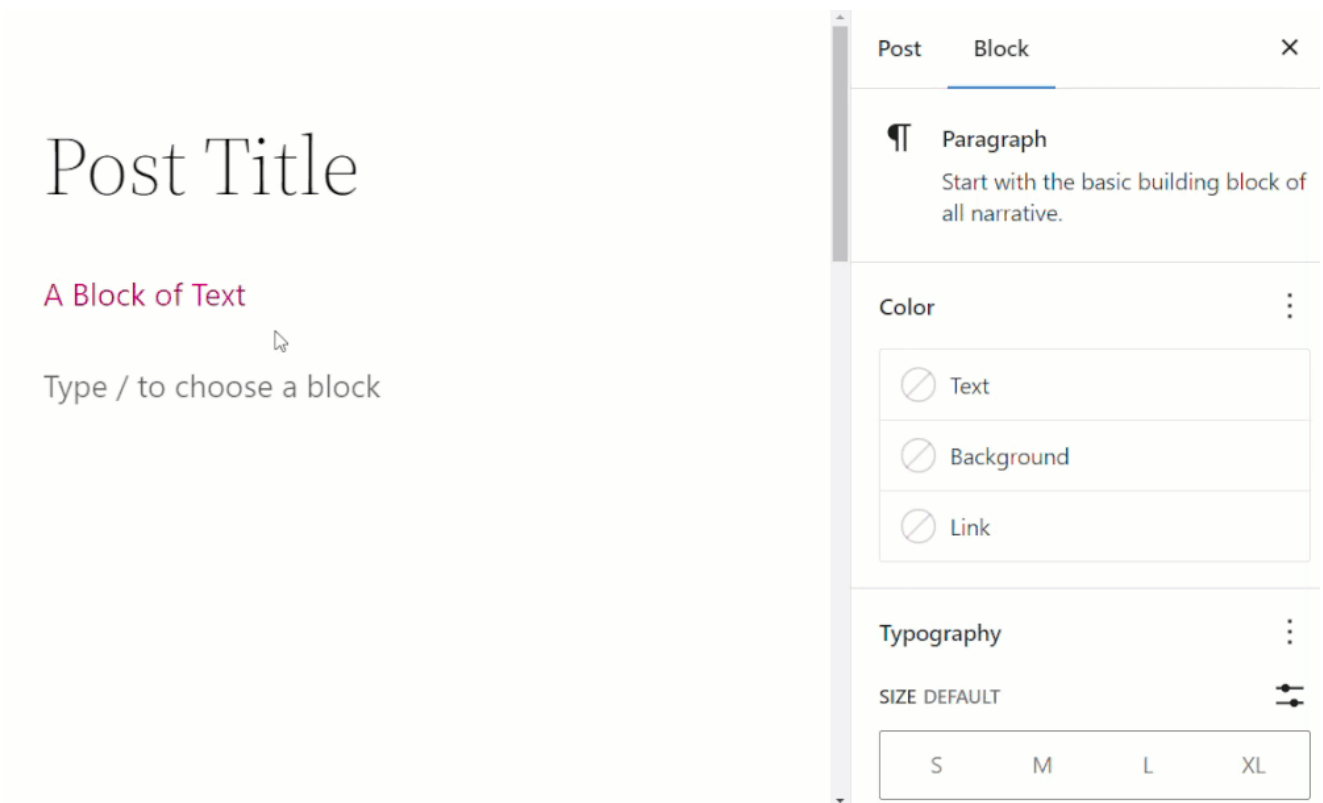 Post Title
A Block of Text
Type / to choose a block
Post Block
Paragraph
Start with the basic building block of
all narrative.
Color
Text
Background
Link
Typography
SIZE DEFAULT
S M L XL